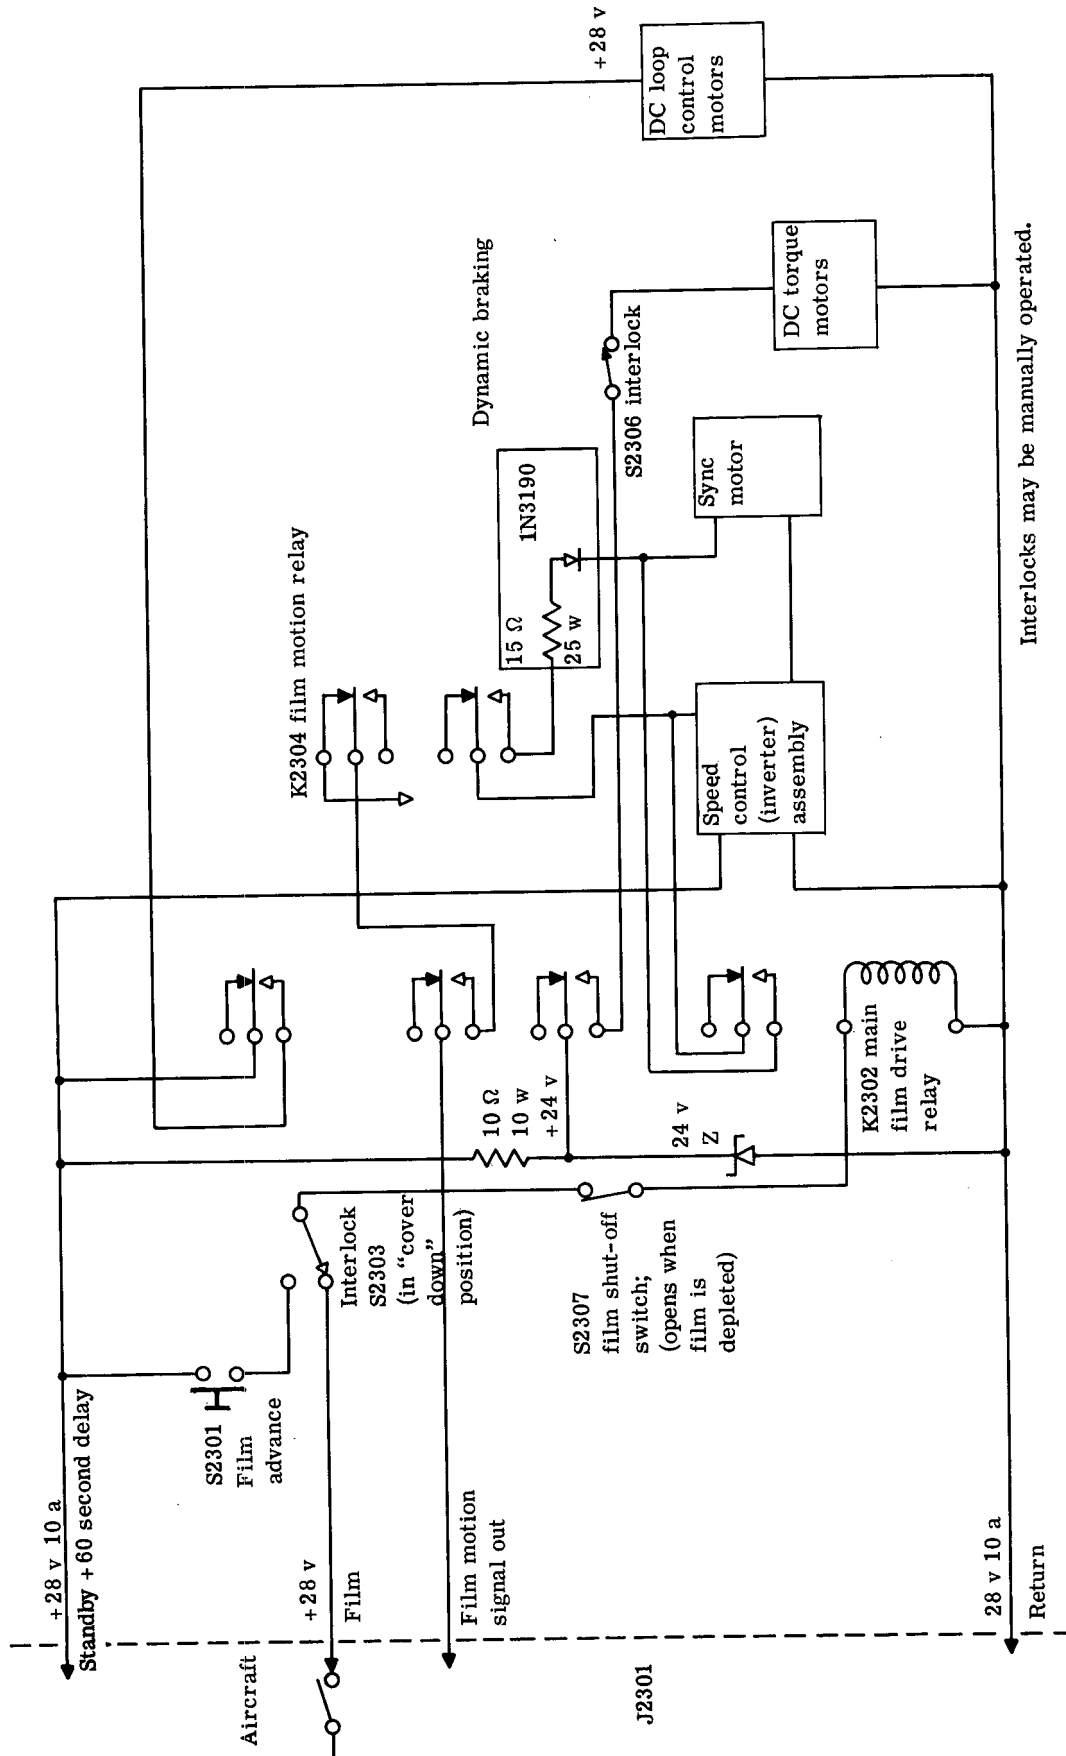 +28 v 10 a
Standby +60 second delay
Aircraft
S2301
Film
advance
+28 v
Film
Interlock
S2303
(in “cover
down”
position)
Film motion
signal out
J2301
S2307
film shut-off
switch;
(opens when
film is
depleted)
10 Ω
10 w
+24 v
24 v
Z
K2302 main
film drive
relay
28 v 10 a
Return
K2304 film motion relay
15 Ω
25 w
1N3190
Dynamic braking
S2306 interlock
Speed
control
(inverter)
assembly
Sync
motor
DC torque
motors
+28 v
DC loop
control
motors
Interlocks may be manually operated.